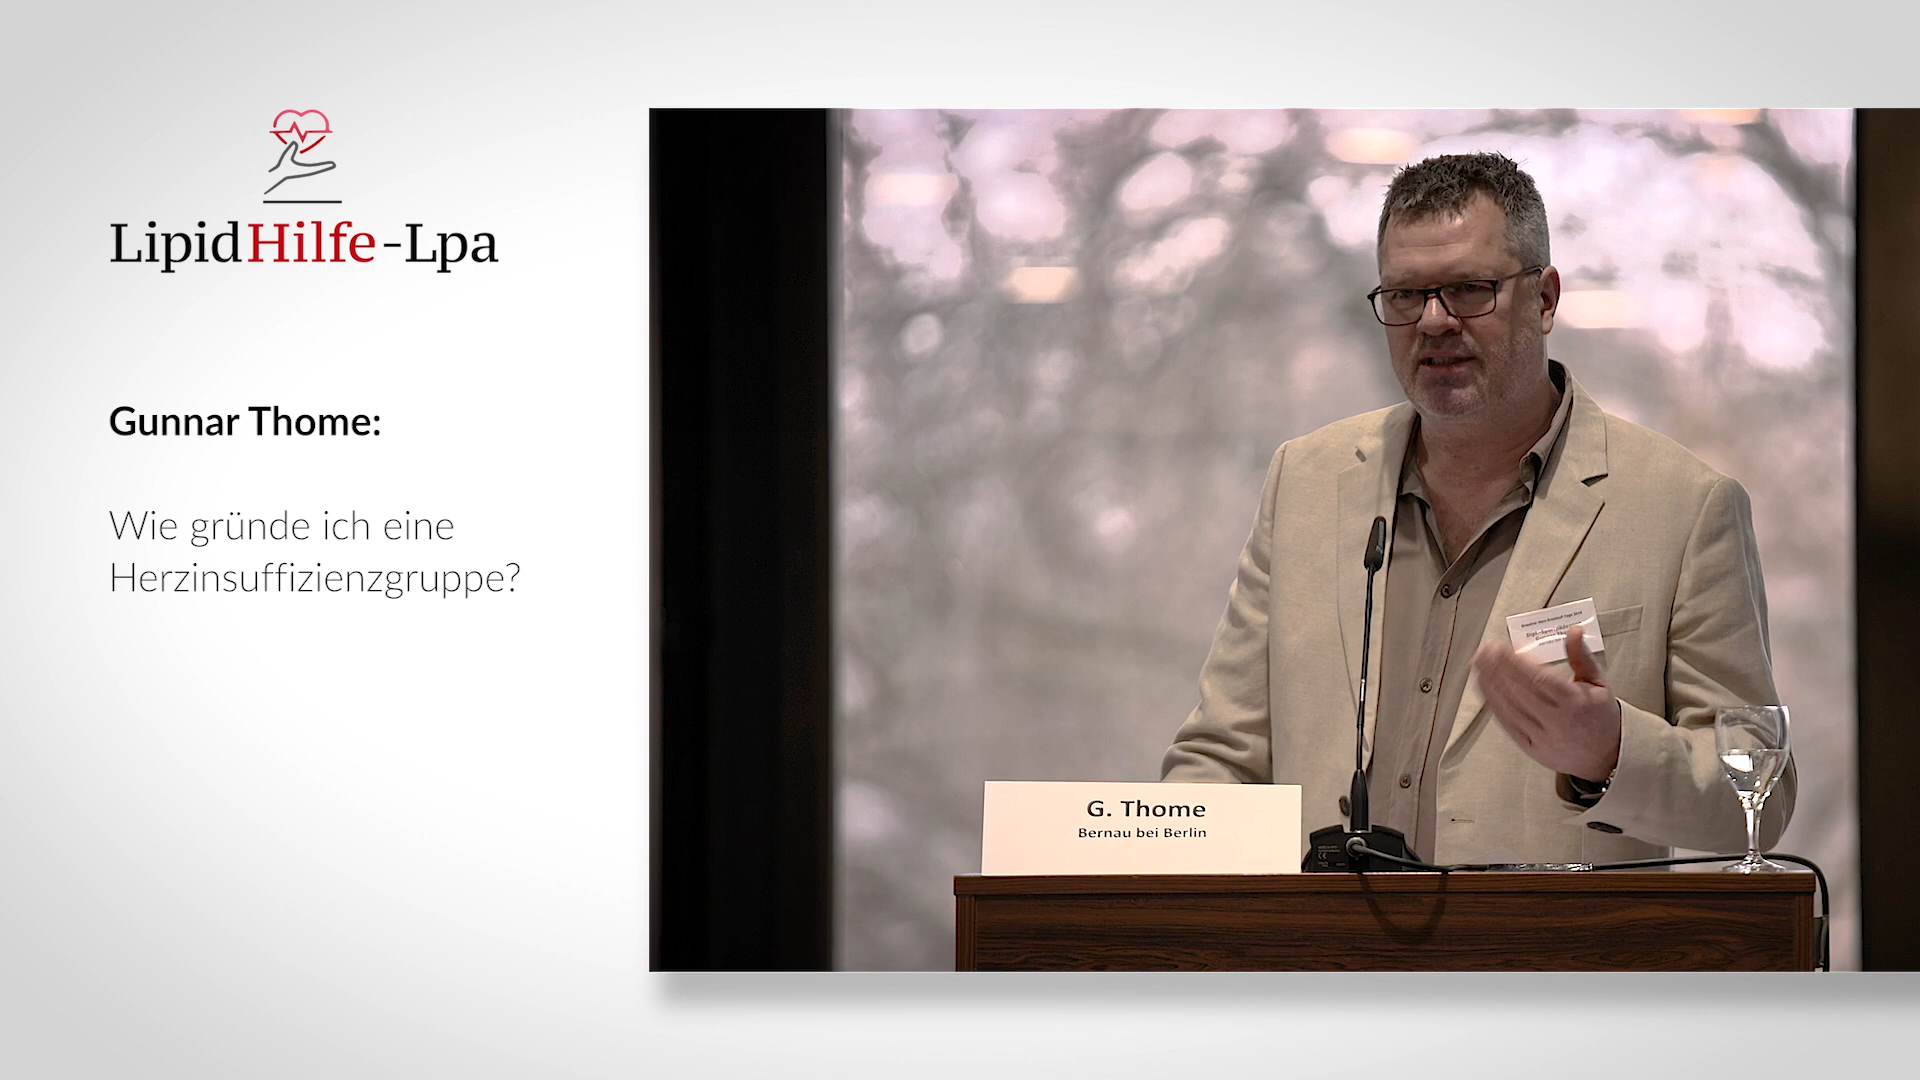 LipidHilfe-Lpa
Gunnar Thome:
Wie gründe ich eine
Herzinsuffizienzgruppe?
G. Thome
Bernau bei Berlin